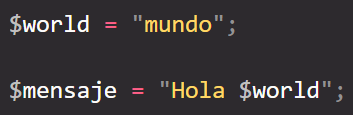 $world = "mundo";
$mensaje = "Hola $world";